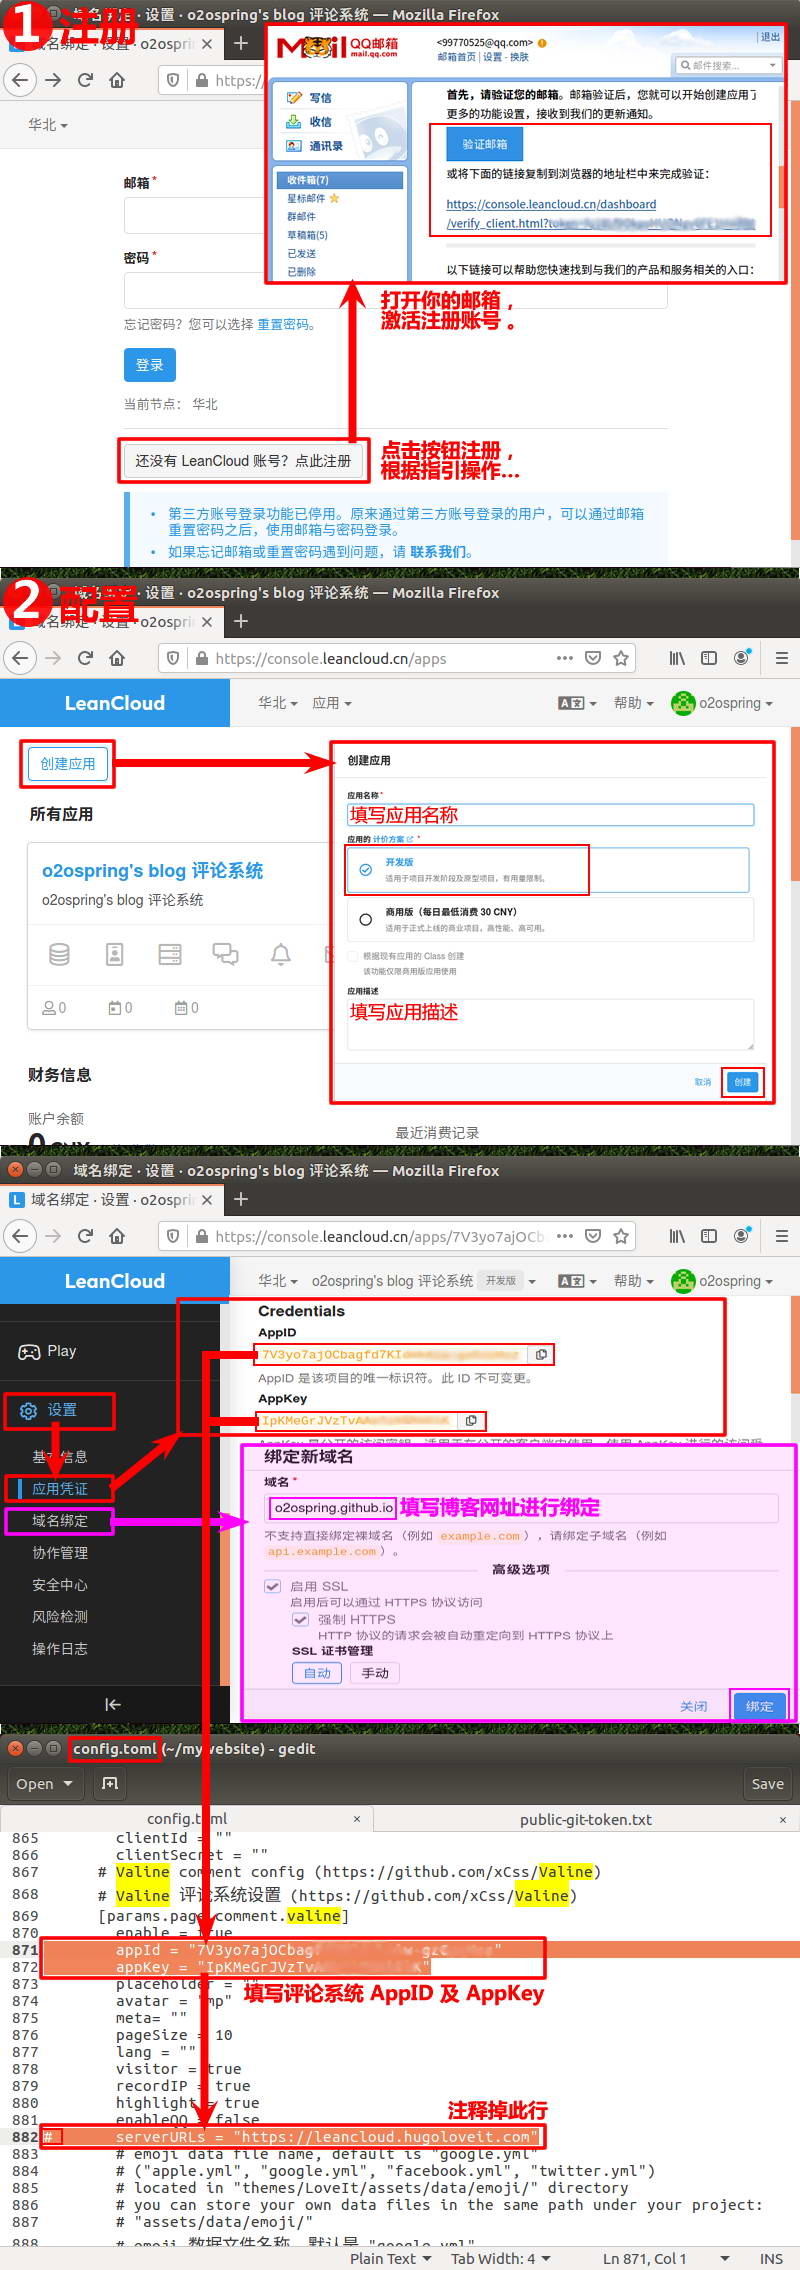 1 注册
域名绑定 · 设置 · o2ospring's blog 评论系统 — Mozilla Firefox
域名绑定 · 设置 · o2ospri
https:
华北
邮箱 *
密码 *
忘记密码？您可以选择 重置密码。
登录
当前节点： 华北
还没有 LeanCloud 账号？点此注册
第三方账号登录功能已停用。原来通过第三方账号登录的用户，可以通过邮箱
重置密码之后，使用邮箱与密码登录。
如果忘记邮箱或重置密码遇到问题，请 联系我们。
Mail QQ邮箱
mail.qq.com
<99770525@qq.com>
邮箱首页 | 设置 - 换肤
| 退出
邮件搜索...
写信
收信
通讯录
收件箱(7)
星标邮件
群邮件
草稿箱(5)
已发送
已删除
首先，请验证您的邮箱。邮箱验证后，您就可以开始创建应用了
更多的功能设置，接收到我们的更新通知。
验证邮箱
或将下面的链接复制到浏览器的地址栏中来完成验证：
https://console.leancloud.cn/dashboard
/verify_client.html?
以下链接可以帮助您快速找到与我们的产品和服务相关的入口：
打开你的邮箱，
激活注册账号 。
点击按钮注册，
根据指引操作...
2 配置
域名绑定 · 设置 · o2ospring's blog 评论系统 — Mozilla Firefox
域名绑定 · 设置 · o2ospri
https://console.leancloud.cn/apps
LeanCloud
华北
应用
帮助
o2ospring
创建应用
所有应用
o2ospring's blog 评论系统
o2ospring's blog 评论系统
0
0
0
财务信息
账户余额
0 CNY
最近消费记录
创建应用
应用名称 *
填写应用名称
应用的 计价方案 *
开发版
适用于项目开发阶段及原型项目，有用量限制。
商用版（每日最低消费 30 CNY）
适用于正式上线的商业项目，高性能、高可用。
根据现有应用的 Class 创建
该功能仅限商用版应用使用
应用描述
填写应用描述
取消
创建
域名绑定 · 设置 · o2ospring's blog 评论系统 — Mozilla Firefox
域名绑定 · 设置 · o2ospri
https://console.leancloud.cn/apps/7V3yo7ajOCb
LeanCloud
华北
o2ospring's blog 评论系统 开发版
帮助
o2ospring
Play
设置
基本信息
应用凭证
域名绑定
协作管理
安全中心
风险检测
操作日志
Credentials
AppID
7V3yo7ajOCbagfd7KI
AppID 是该项目的唯一标识符。此 ID 不可变更。
AppKey
IpKMeGrJVzTvA
绑定新域名
域名 *
o2ospring.github.io 填写博客网址进行绑定
不支持直接绑定裸域名（例如 example.com），请绑定子域名（例如
api.example.com）。
高级选项
启用 SSL
启用后可以通过 HTTPS 协议访问
强制 HTTPS
HTTP 协议的请求会被自动重定向到 HTTPS 协议上
SSL 证书管理
自动
手动
关闭
绑定
config.toml (~/mywebsite) - gedit
Open
Save
config.toml
public-git-token.txt
865 clientId = ""
866 clientSecret = ""
867 # Valine comment config (https://github.com/xCss/Valine)
868 # Valine 评论系统设置 (https://github.com/xCss/Valine)
869 [params.page.comment.valine]
870 enable = true
871 appId = "7V3yo7ajOCbag
872 appKey = "IpKMeGrJVzTv
873 placeholder = ""
874 avatar = "mp"
875 meta= ""
876 pageSize = 10
877 lang = ""
878 visitor = true
879 recordIP = true
880 highlight = true
881 enableQQ = false
882 # serverURLs = "https://leancloud.hugoloveit.com"
883 # emoji data file name, default is "google.yml"
884 # ("apple.yml", "google.yml", "facebook.yml", "twitter.yml")
885 # located in "themes/LoveIt/assets/data/emoji/" directory
886 # you can store your own data files in the same path under your project:
887 # "assets/data/emoji/"
888 # emoji 数据文件名称，默认是 "google.yml"
填写评论系统 AppID 及 AppKey
注释掉此行
Plain Text
Tab Width: 4
Ln 871, Col 1
INS